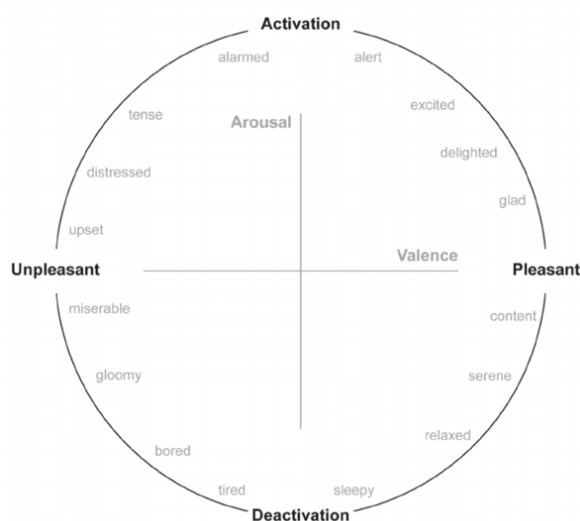 Activation
alarmed
alert
excited
tense
Arousal
delighted
distressed
glad
upset
Valence
Unpleasant
Pleasant
miserable
content
gloomy
serene
relaxed
bored
tired
sleepy
Deactivation